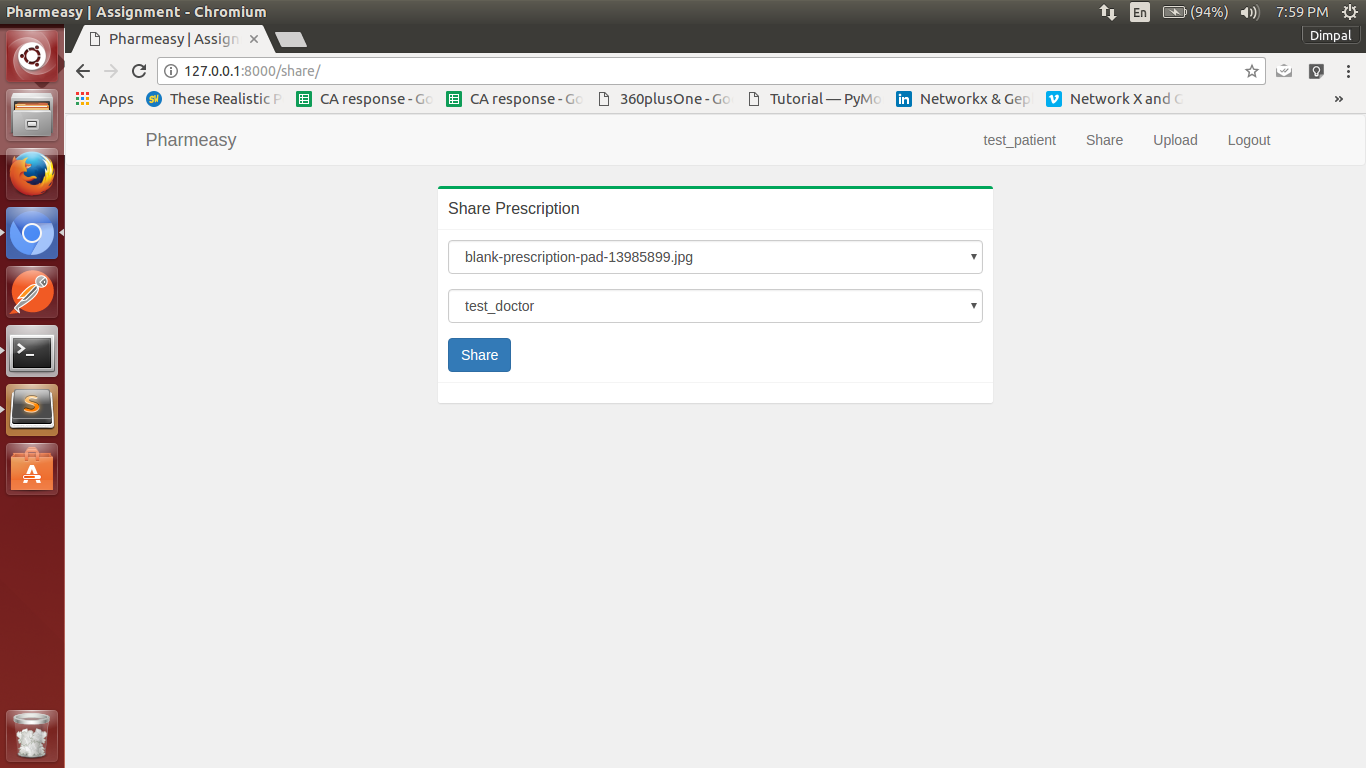 Pharmeasy | Assignment - Chromium
En (94%) 7:59 PM
Dimpal
Pharmeasy | Assign
127.0.0.1:8000/share/
Apps These Realistic P CA response - Go CA response - Go 360plusOne - Go Tutorial — PyMo Networkx & Gep Network X and G »
Pharmeasy test_patient Share Upload Logout
Share Prescription
blank-prescription-pad-13985899.jpg
test_doctor
Share